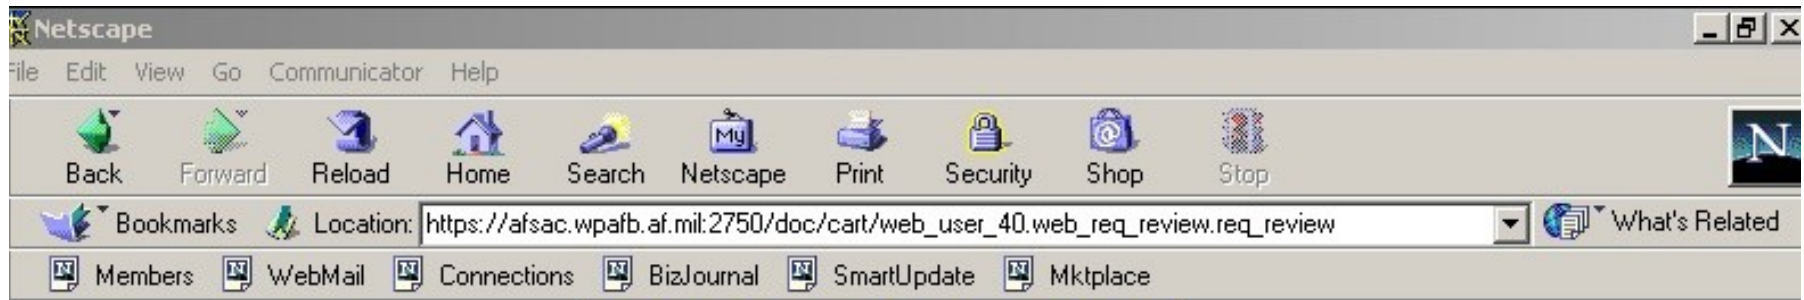 Netscape
File Edit View Go Communicator Help
My N
Back Forward Reload Home Search Netscape Print Security Shop Stop
Bookmarks Location: https://afsac.wpafb.af.mil:2750/doc/cart/web_user_40.web_req_review.req_review What's Related
Members WebMail Connections BizJournal SmartUpdate Mktplace